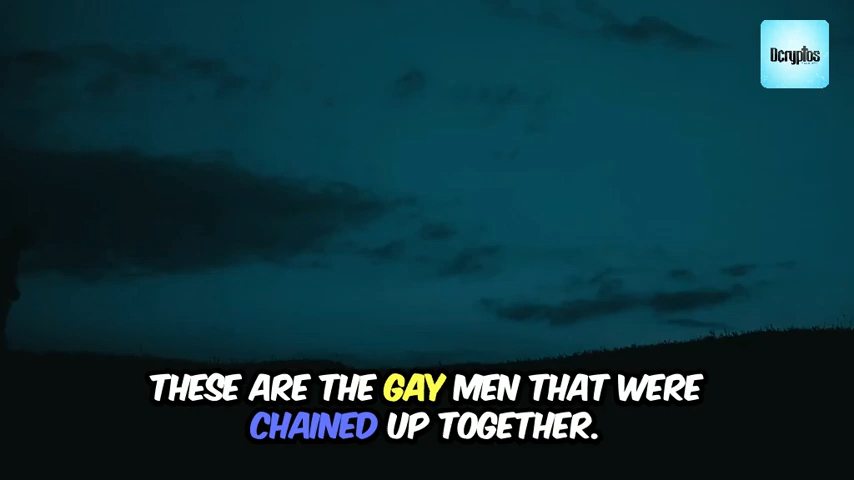 Dcryptos
THESE ARE THE GAY MEN THAT WERE
CHAINED UP TOGETHER.